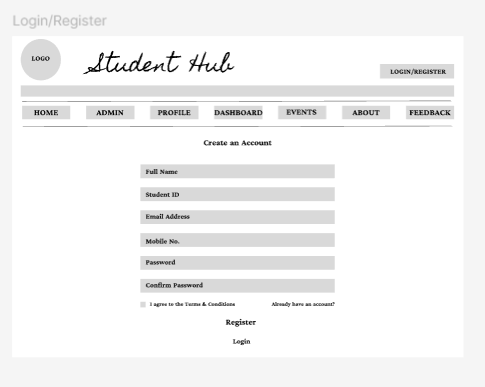 Login/Register
LOGO
Student Hub
LOGIN/REGISTER
HOME ADMIN PROFILE DASHBOARD EVENTS ABOUT FEEDBACK
Create an Account
Full Name
Student ID
Email Address
Mobile No.
Password
Confirm Password
I agree to the Terms & Conditions Already have an account?
Register
Login